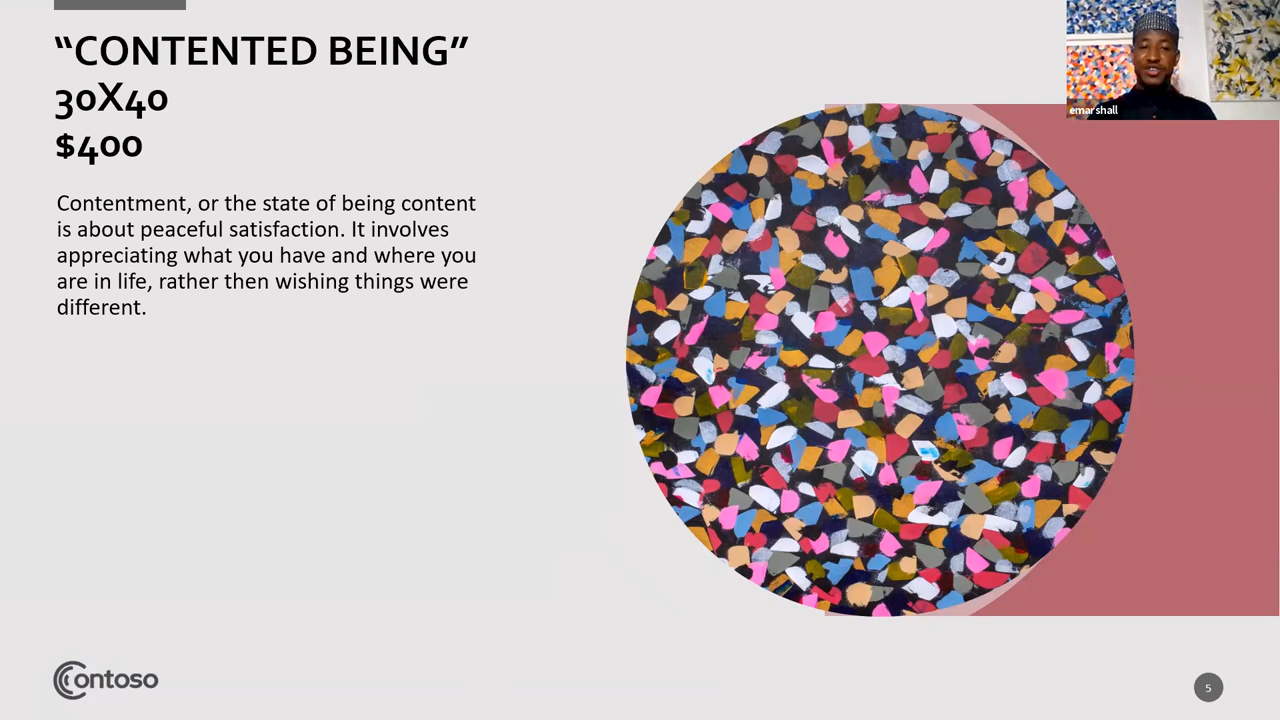 “CONTENTED BEING”
30X40
$400
Contentment, or the state of being content
is about peaceful satisfaction. It involves
appreciating what you have and where you
are in life, rather then wishing things were
different.
emarshall
Contoso
5